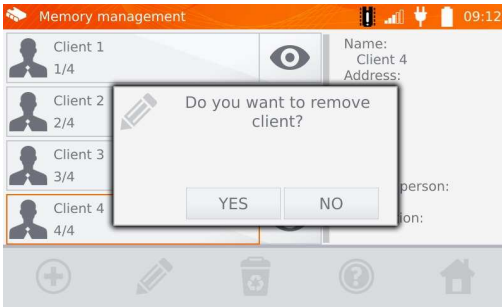 Memory management
09:12
Client 1
1/4
Client 2
2/4
Client 3
3/4
Client 4
4/4
Name:
Client 4
Address:
person:
Do you want to remove
client?
YES
NO